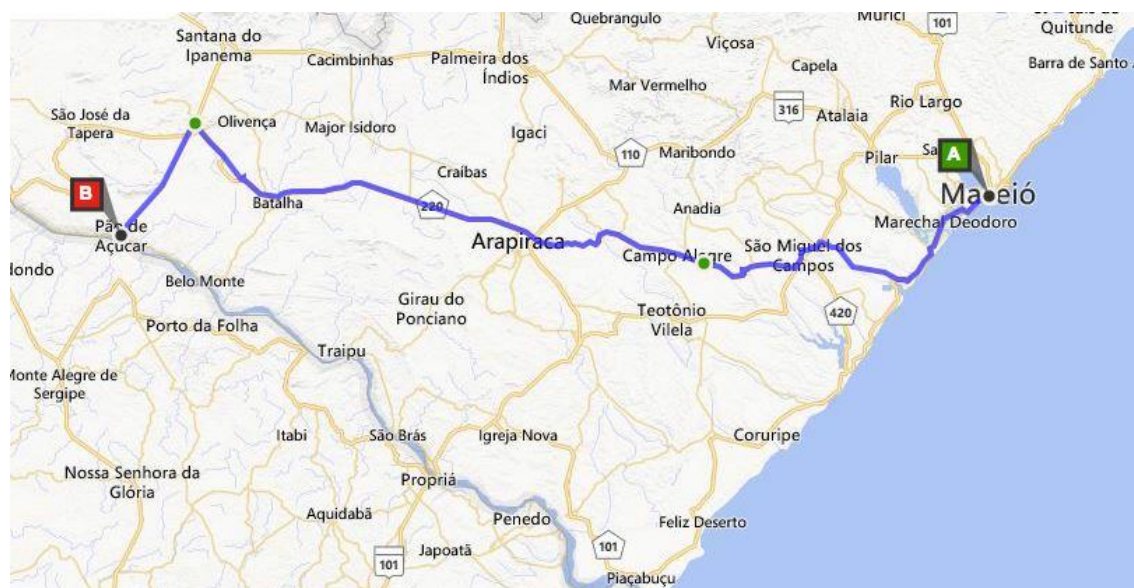 Quebrangulo
Murici
101
Quitunde
Santana do
Ipanema
Cacimbinhas
Palmeira dos
Índios
Viçosa
Capela
Barra de Santo
Mar Vermelho
316
Rio Largo
Atalaia
São José da
Tapera
Olivença
Major Isidoro
Igaci
110
Maribondo
Pilar
A
B
Craíbas
Batalha
220
Anadia
Maceió
Marechal Deodoro
Pão de
Açúcar
Arapiraca
Campo Alegre
São Miguel dos
Campos
Belo Monte
Girau do
Ponciano
Teotônio
Vilela
420
Porto da Folha
Traipu
Monte Alegre de
Sergipe
Itabi
São Brás
Igreja Nova
Coruripe
Nossa Senhora da
Glória
Propriá
Aquidabã
Penedo
Feliz Deserto
101
Japoatã
101
Piaçabuçu